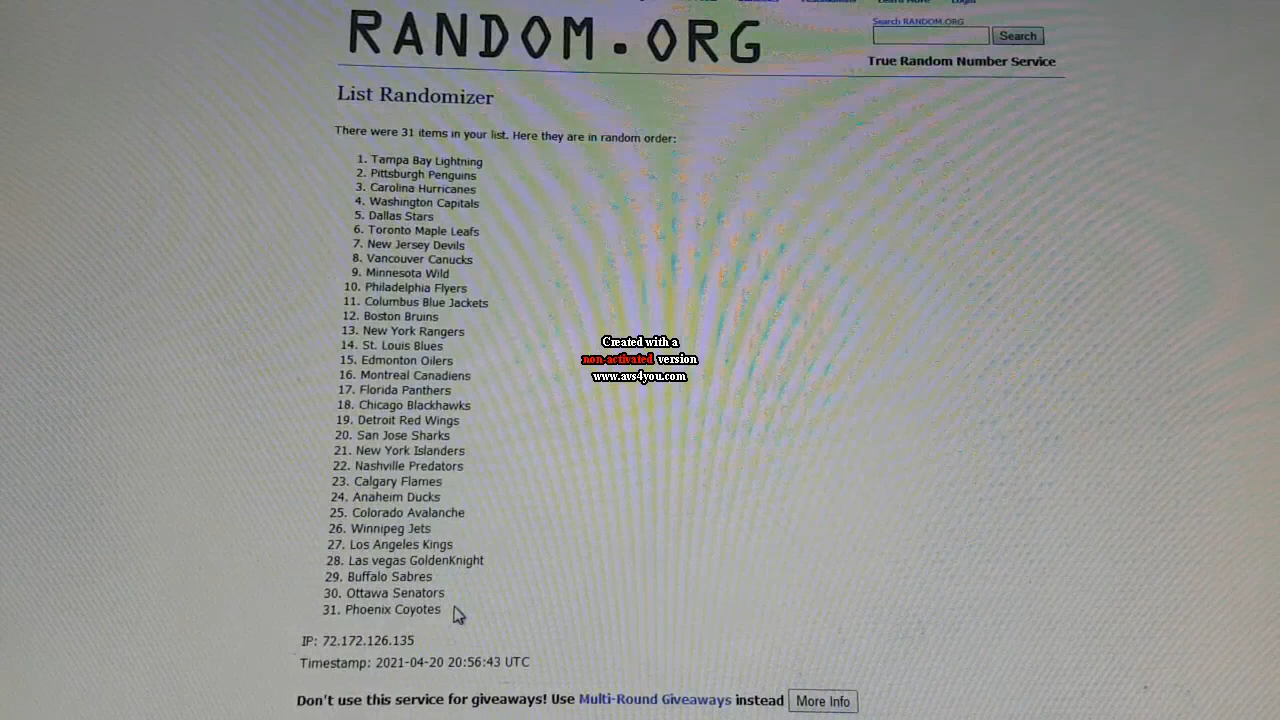 RANDOM.ORG
Search RANDOM.ORG
Search
True Random Number Service
List Randomizer
There were 31 items in your list. Here they are in random order:
1. Tampa Bay Lightning
2. Pittsburgh Penguins
3. Carolina Hurricanes
4. Washington Capitals
5. Dallas Stars
6. Toronto Maple Leafs
7. New Jersey Devils
8. Vancouver Canucks
9. Minnesota Wild
10. Philadelphia Flyers
11. Columbus Blue Jackets
12. Boston Bruins
13. New York Rangers
14. St. Louis Blues
15. Edmonton Oilers
16. Montreal Canadiens
17. Florida Panthers
18. Chicago Blackhawks
19. Detroit Red Wings
20. San Jose Sharks
21. New York Islanders
22. Nashville Predators
23. Calgary Flames
24. Anaheim Ducks
25. Colorado Avalanche
26. Winnipeg Jets
27. Los Angeles Kings
28. Las vegas GoldenKnight
29. Buffalo Sabres
30. Ottawa Senators
31. Phoenix Coyotes
Created with a
non-activated version
www.avs4you.com
IP: 72.172.126.135
Timestamp: 2021-04-20 20:56:43 UTC
Don't use this service for giveaways! Use Multi-Round Giveaways instead More Info